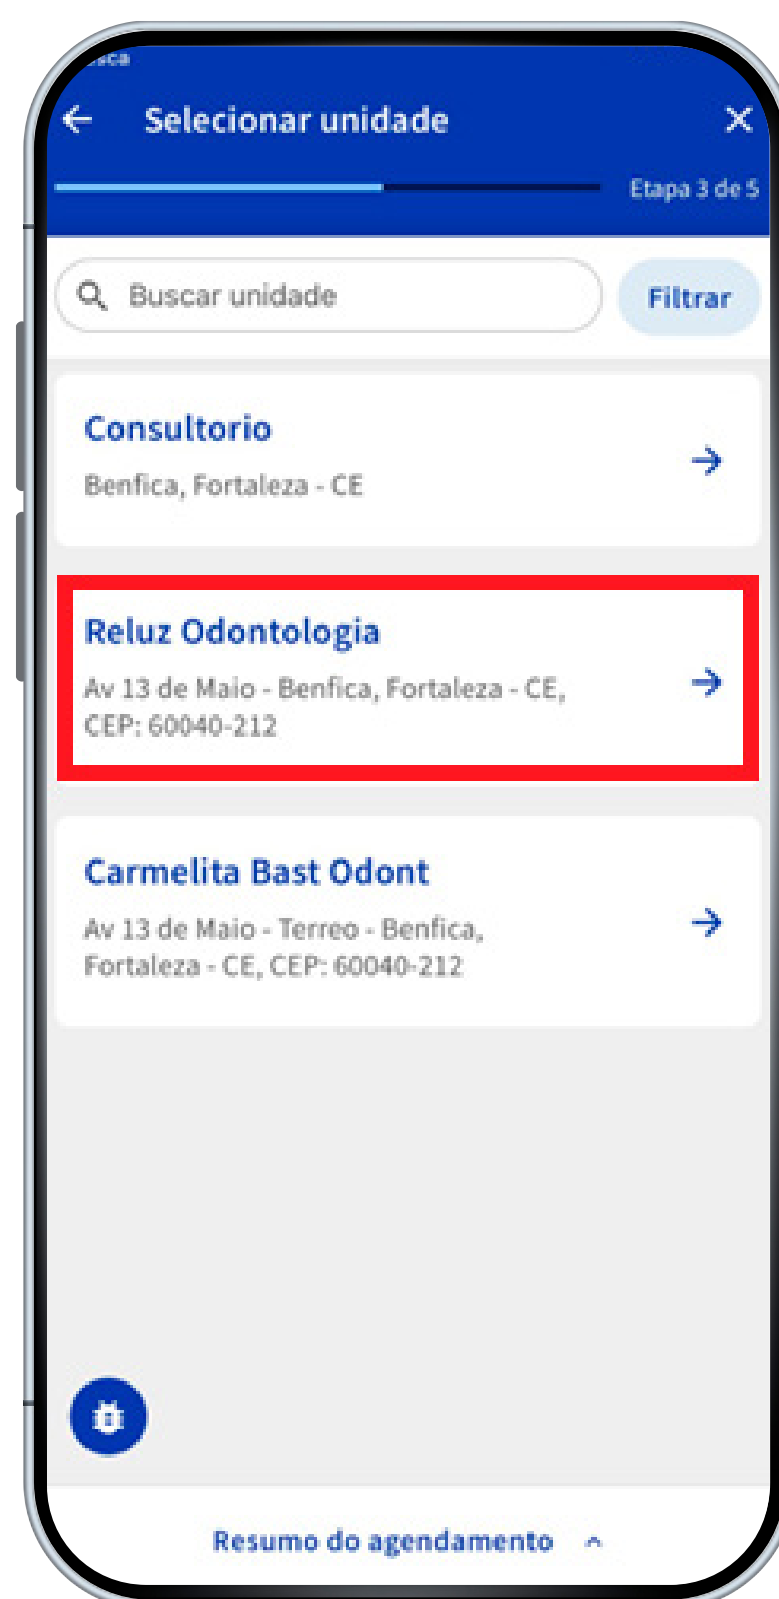 Selecionar unidade
Etapa 3 de 5
Buscar unidade
Filtrar
Consultorio
Benfica, Fortaleza - CE
Reluz Odontologia
Av 13 de Maio - Benfica, Fortaleza - CE,
CEP: 60040-212
Carmelita Bast Odont
Av 13 de Maio - Terreo - Benfica,
Fortaleza - CE, CEP: 60040-212
Resumo do agendamento